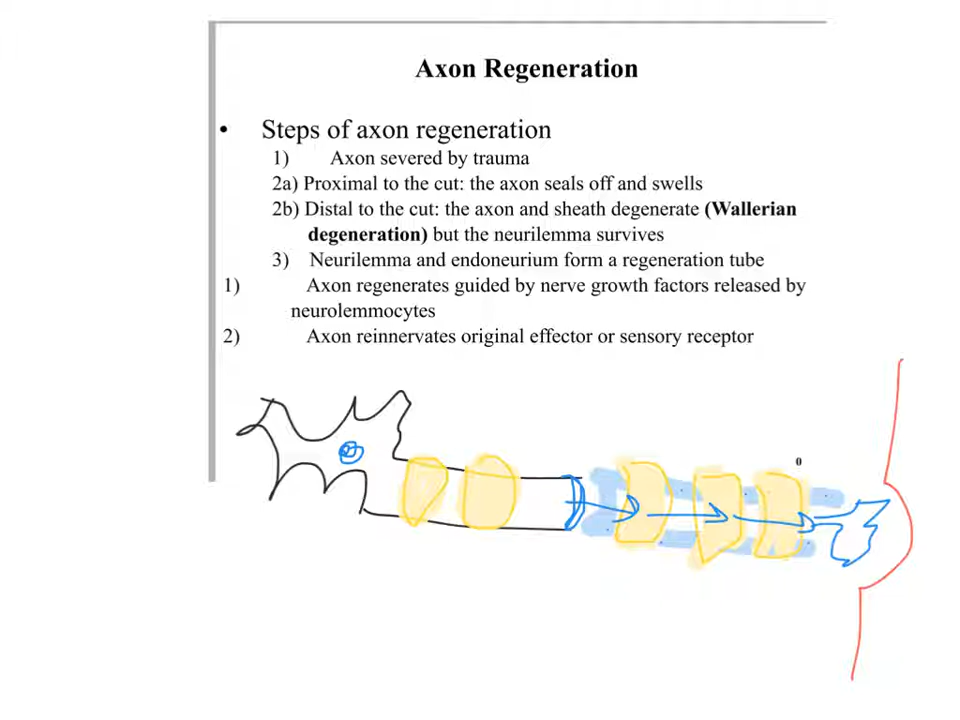 Axon Regeneration
• Steps of axon regeneration
1) Axon severed by trauma
2a) Proximal to the cut: the axon seals off and swells
2b) Distal to the cut: the axon and sheath degenerate (Wallerian
degeneration) but the neurilemma survives
3) Neurilemma and endoneurium form a regeneration tube
1) Axon regenerates guided by nerve growth factors released by
neurolemmocytes
2) Axon reinnervates original effector or sensory receptor
0